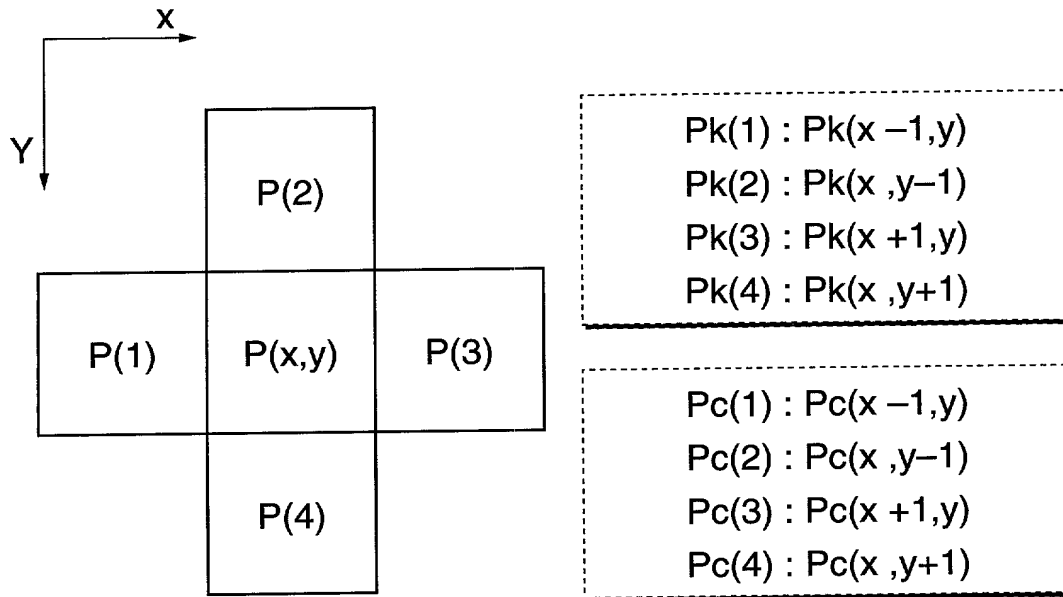 x
Y
P(2)
P(1) P(x,y) P(3)
P(4)
Pk(1) : Pk(x –1,y)
Pk(2) : Pk(x ,y–1)
Pk(3) : Pk(x +1,y)
Pk(4) : Pk(x ,y+1)
Pc(1) : Pc(x –1,y)
Pc(2) : Pc(x ,y–1)
Pc(3) : Pc(x +1,y)
Pc(4) : Pc(x ,y+1)